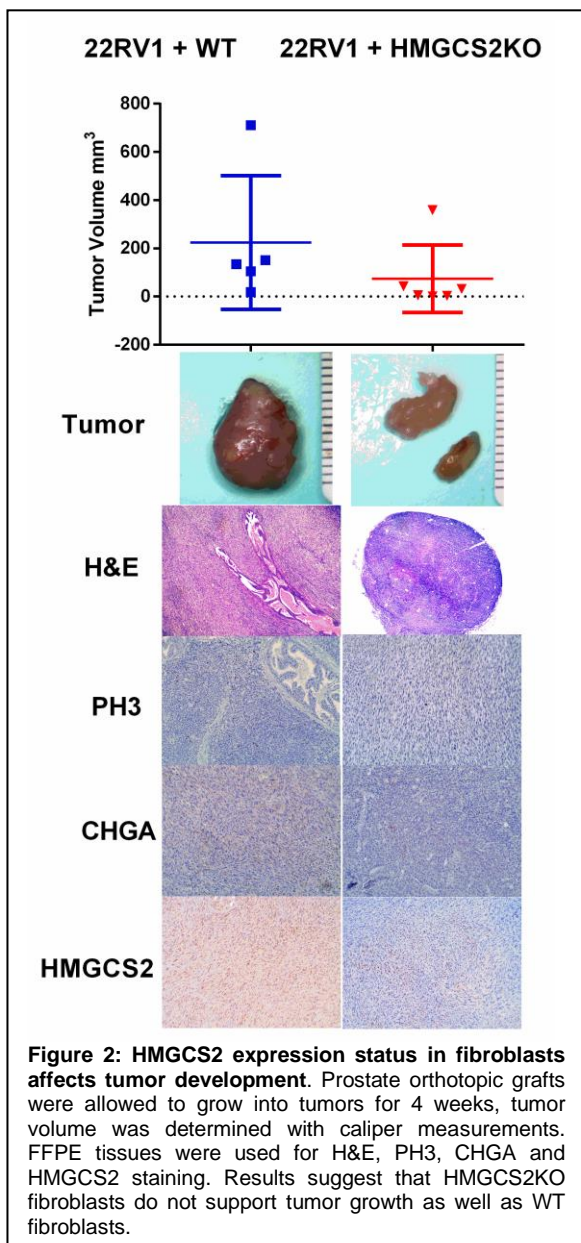 22RV1 + WT 22RV1 + HMGCS2KO
Tumor Volume mm³
800
600
400
200
0
-200
Tumor
H&E
PH3
CHGA
HMGCS2
Figure 2: HMGCS2 expression status in fibroblasts
affects tumor development. Prostate orthotopic grafts
were allowed to grow into tumors for 4 weeks, tumor
volume was determined with caliper measurements.
FFPE tissues were used for H&E, PH3, CHGA and
HMGCS2 staining. Results suggest that HMGCS2KO
fibroblasts do not support tumor growth as well as WT
fibroblasts.